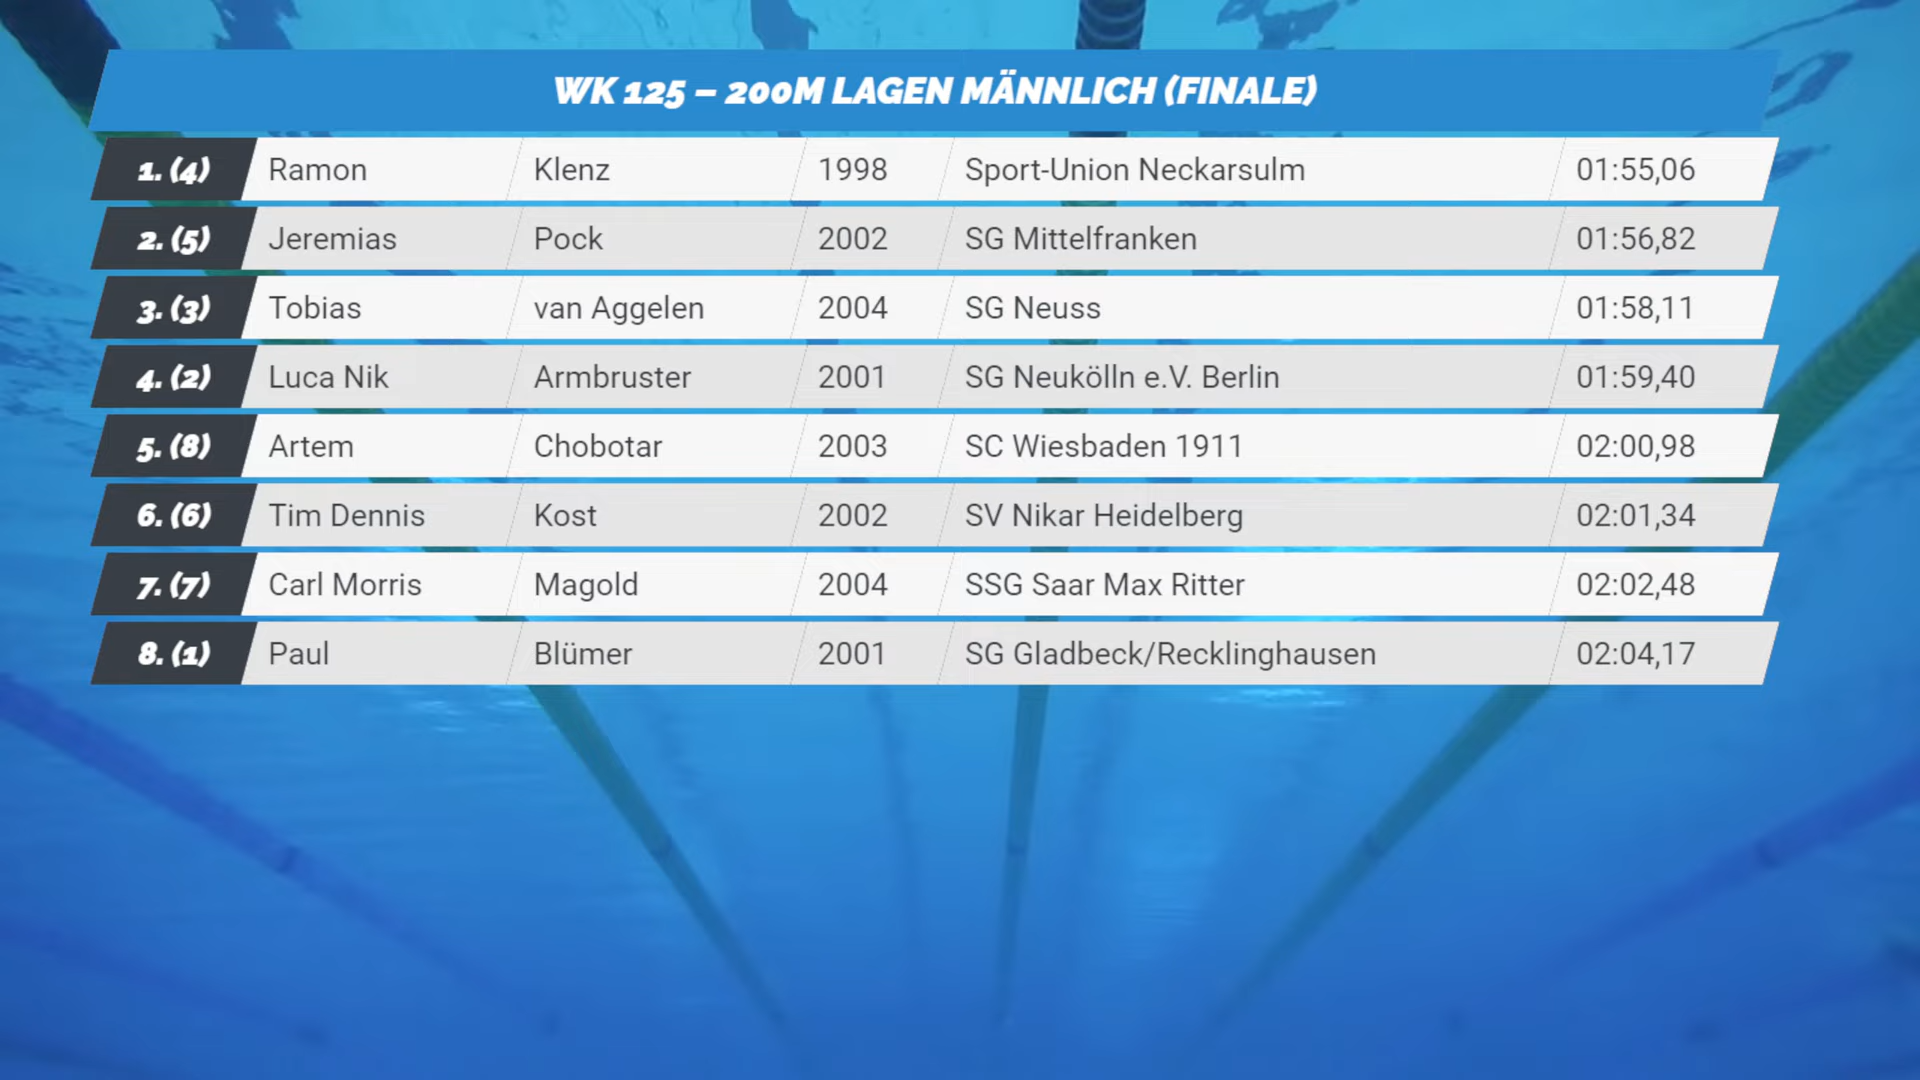 WK 125 – 200M LAGEN MÄNNLICH (FINALE)
1. (4) Ramon Klenz 1998 Sport-Union Neckarsulm 01:55,06
2. (5) Jeremias Pock 2002 SG Mittelfranken 01:56,82
3. (3) Tobias van Aggelen 2004 SG Neuss 01:58,11
4. (2) Luca Nik Armbruster 2001 SG Neukölln e.V. Berlin 01:59,40
5. (8) Artem Chobotar 2003 SC Wiesbaden 1911 02:00,98
6. (6) Tim Dennis Kost 2002 SV Nikar Heidelberg 02:01,34
7. (7) Carl Morris Magold 2004 SSG Saar Max Ritter 02:02,48
8. (1) Paul Blümer 2001 SG Gladbeck/Recklinghausen 02:04,17